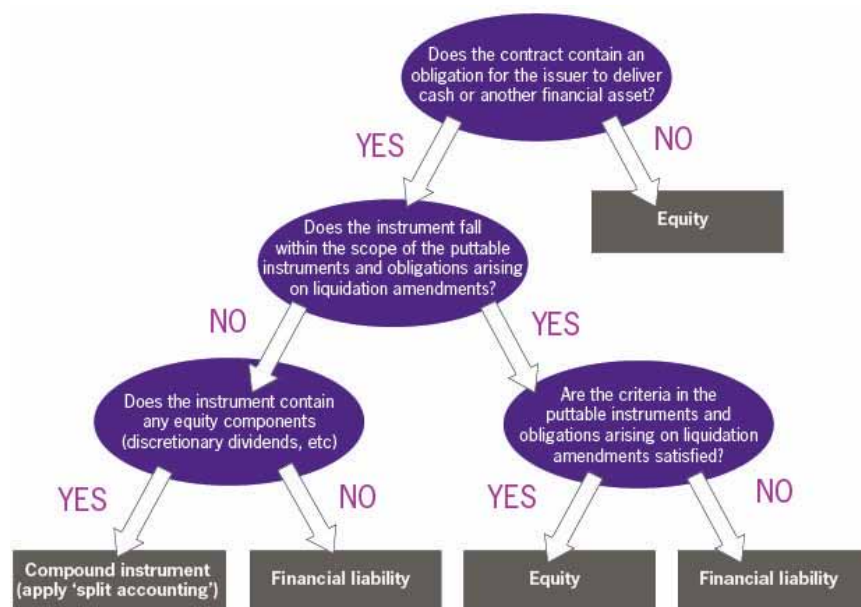 Does the contract contain an
obligation for the issuer to deliver
cash or another financial asset?
YES
NO
Equity
Does the instrument fall
within the scope of the puttable
instruments and obligations arising
on liquidation amendments?
NO
YES
Does the instrument contain
any equity components
(discretionary dividends, etc)
Are the criteria in the
puttable instruments and
obligations arising on liquidation
amendments satisfied?
YES
NO
YES
NO
Compound instrument
(apply ‘split accounting’)
Financial liability
Equity
Financial liability